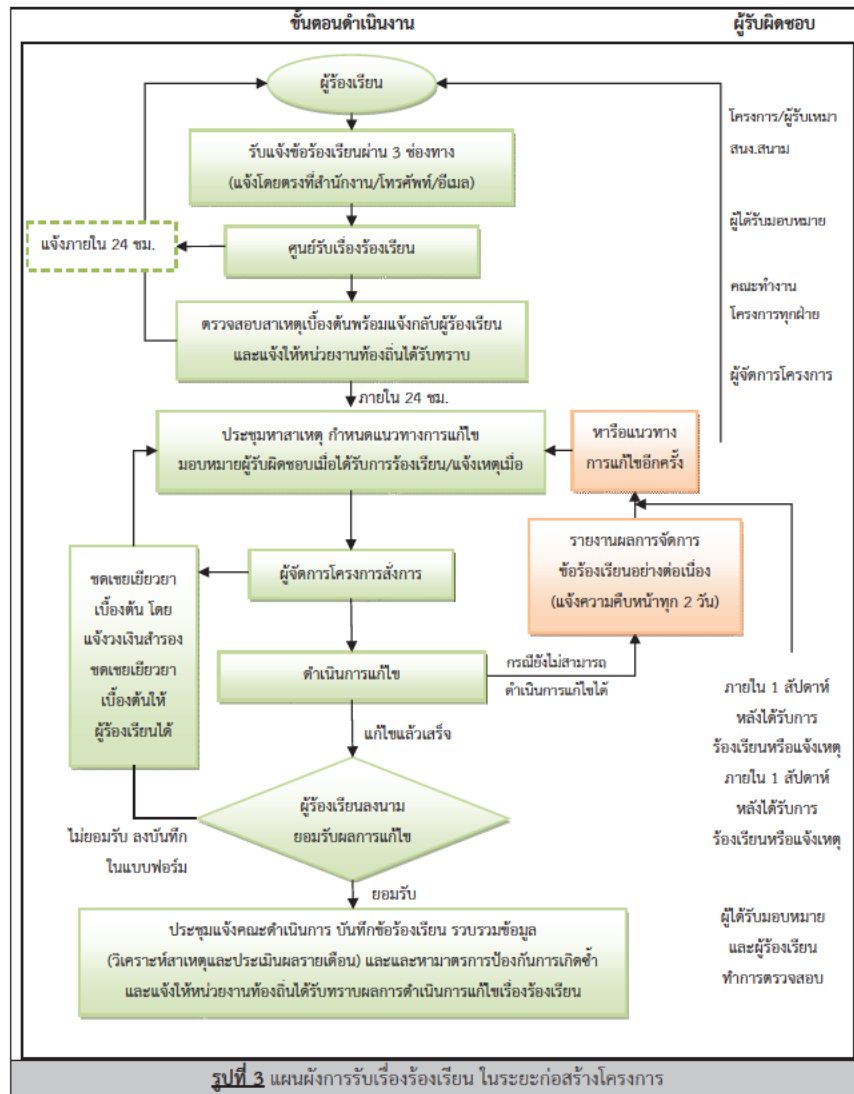 ขั้นตอนดำเนินงาน
ผู้รับผิดชอบ
ผู้ร้องเรียน
รับแจ้งข้อร้องเรียนผ่าน 3 ช่องทาง
(แจ้งโดยตรงที่สำนักงาน/โทรศัพท์/อีเมล)
โครงการ/ผู้รับเหมา
สนง.สนาม
แจ้งภายใน 24 ชม.
ศูนย์รับเรื่องร้องเรียน
ผู้ได้รับมอบหมาย
ตรวจสอบสาเหตุเบื้องต้นพร้อมแจ้งกลับผู้ร้องเรียน
และแจ้งให้หน่วยงานท้องถิ่นได้รับทราบ
คณะทำงาน
โครงการทุกฝ่าย
ผู้จัดการโครงการ
ภายใน 24 ชม.
ประชุมหาสาเหตุ กำหนดแนวทางการแก้ไข
มอบหมายผู้รับผิดชอบเมื่อได้รับการร้องเรียน/แจ้งเหตุเมื่อ
หารือแนวทาง
การแก้ไขอีกครั้ง
รายงานผลการจัดการ
ข้อร้องเรียนอย่างต่อเนื่อง
(แจ้งความคืบหน้าทุก 2 วัน)
ชดเชยเยียวยา
เบื้องต้น โดย
แจ้งวงเงินสำรอง
ชดเชยเยียวยา
เบื้องต้นให้
ผู้ร้องเรียนได้
ผู้จัดการโครงการสั่งการ
ดำเนินการแก้ไข
กรณียังไม่สามารถ
ดำเนินการแก้ไขได้
แก้ไขแล้วเสร็จ
ภายใน 1 สัปดาห์
หลังได้รับการ
ร้องเรียนหรือแจ้งเหตุ
ภายใน 1 สัปดาห์
หลังได้รับการ
ร้องเรียนหรือแจ้งเหตุ
ผู้ร้องเรียนลงนาม
ยอมรับผลการแก้ไข
ไม่ยอมรับ ลงบันทึก
ในแบบฟอร์ม
ยอมรับ
ประชุมแจ้งคณะดำเนินการ บันทึกข้อร้องเรียน รวบรวมข้อมูล
(วิเคราะห์สาเหตุและประเมินผลรายเดือน) และและหามาตรการป้องกันการเกิดซ้ำ
และแจ้งให้หน่วยงานท้องถิ่นได้รับทราบผลการดำเนินการแก้ไขเรื่องร้องเรียน
ผู้ได้รับมอบหมาย
และผู้ร้องเรียน
ทำการตรวจสอบ
รูปที่ 3 แผนผังการรับเรื่องร้องเรียน ในระยะก่อสร้างโครงการ